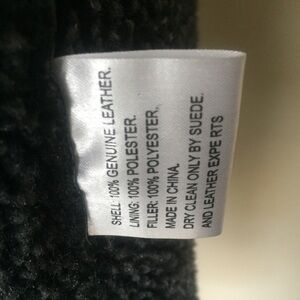 SHELL: 100% GENUINE LEATHER.
LINING: 100% POLESTER.
FILLER: 100% POLYESTER.
MADE IN CHINA.
DRY CLEAN ONLY BY SUEDE.
AND LEATHER EXPE RTS